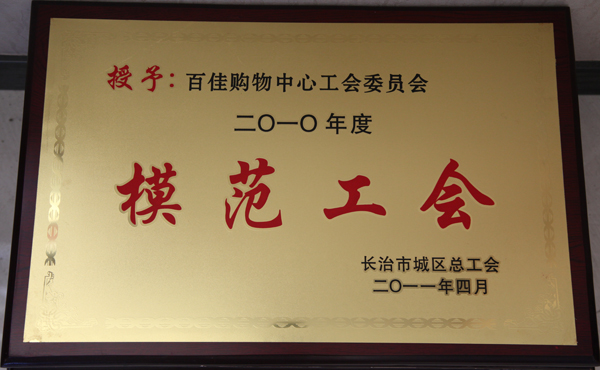 授予：百佳购物中心工会委员会
二〇一〇年度
模范工会
长治市城区总工会
二〇一一年四月